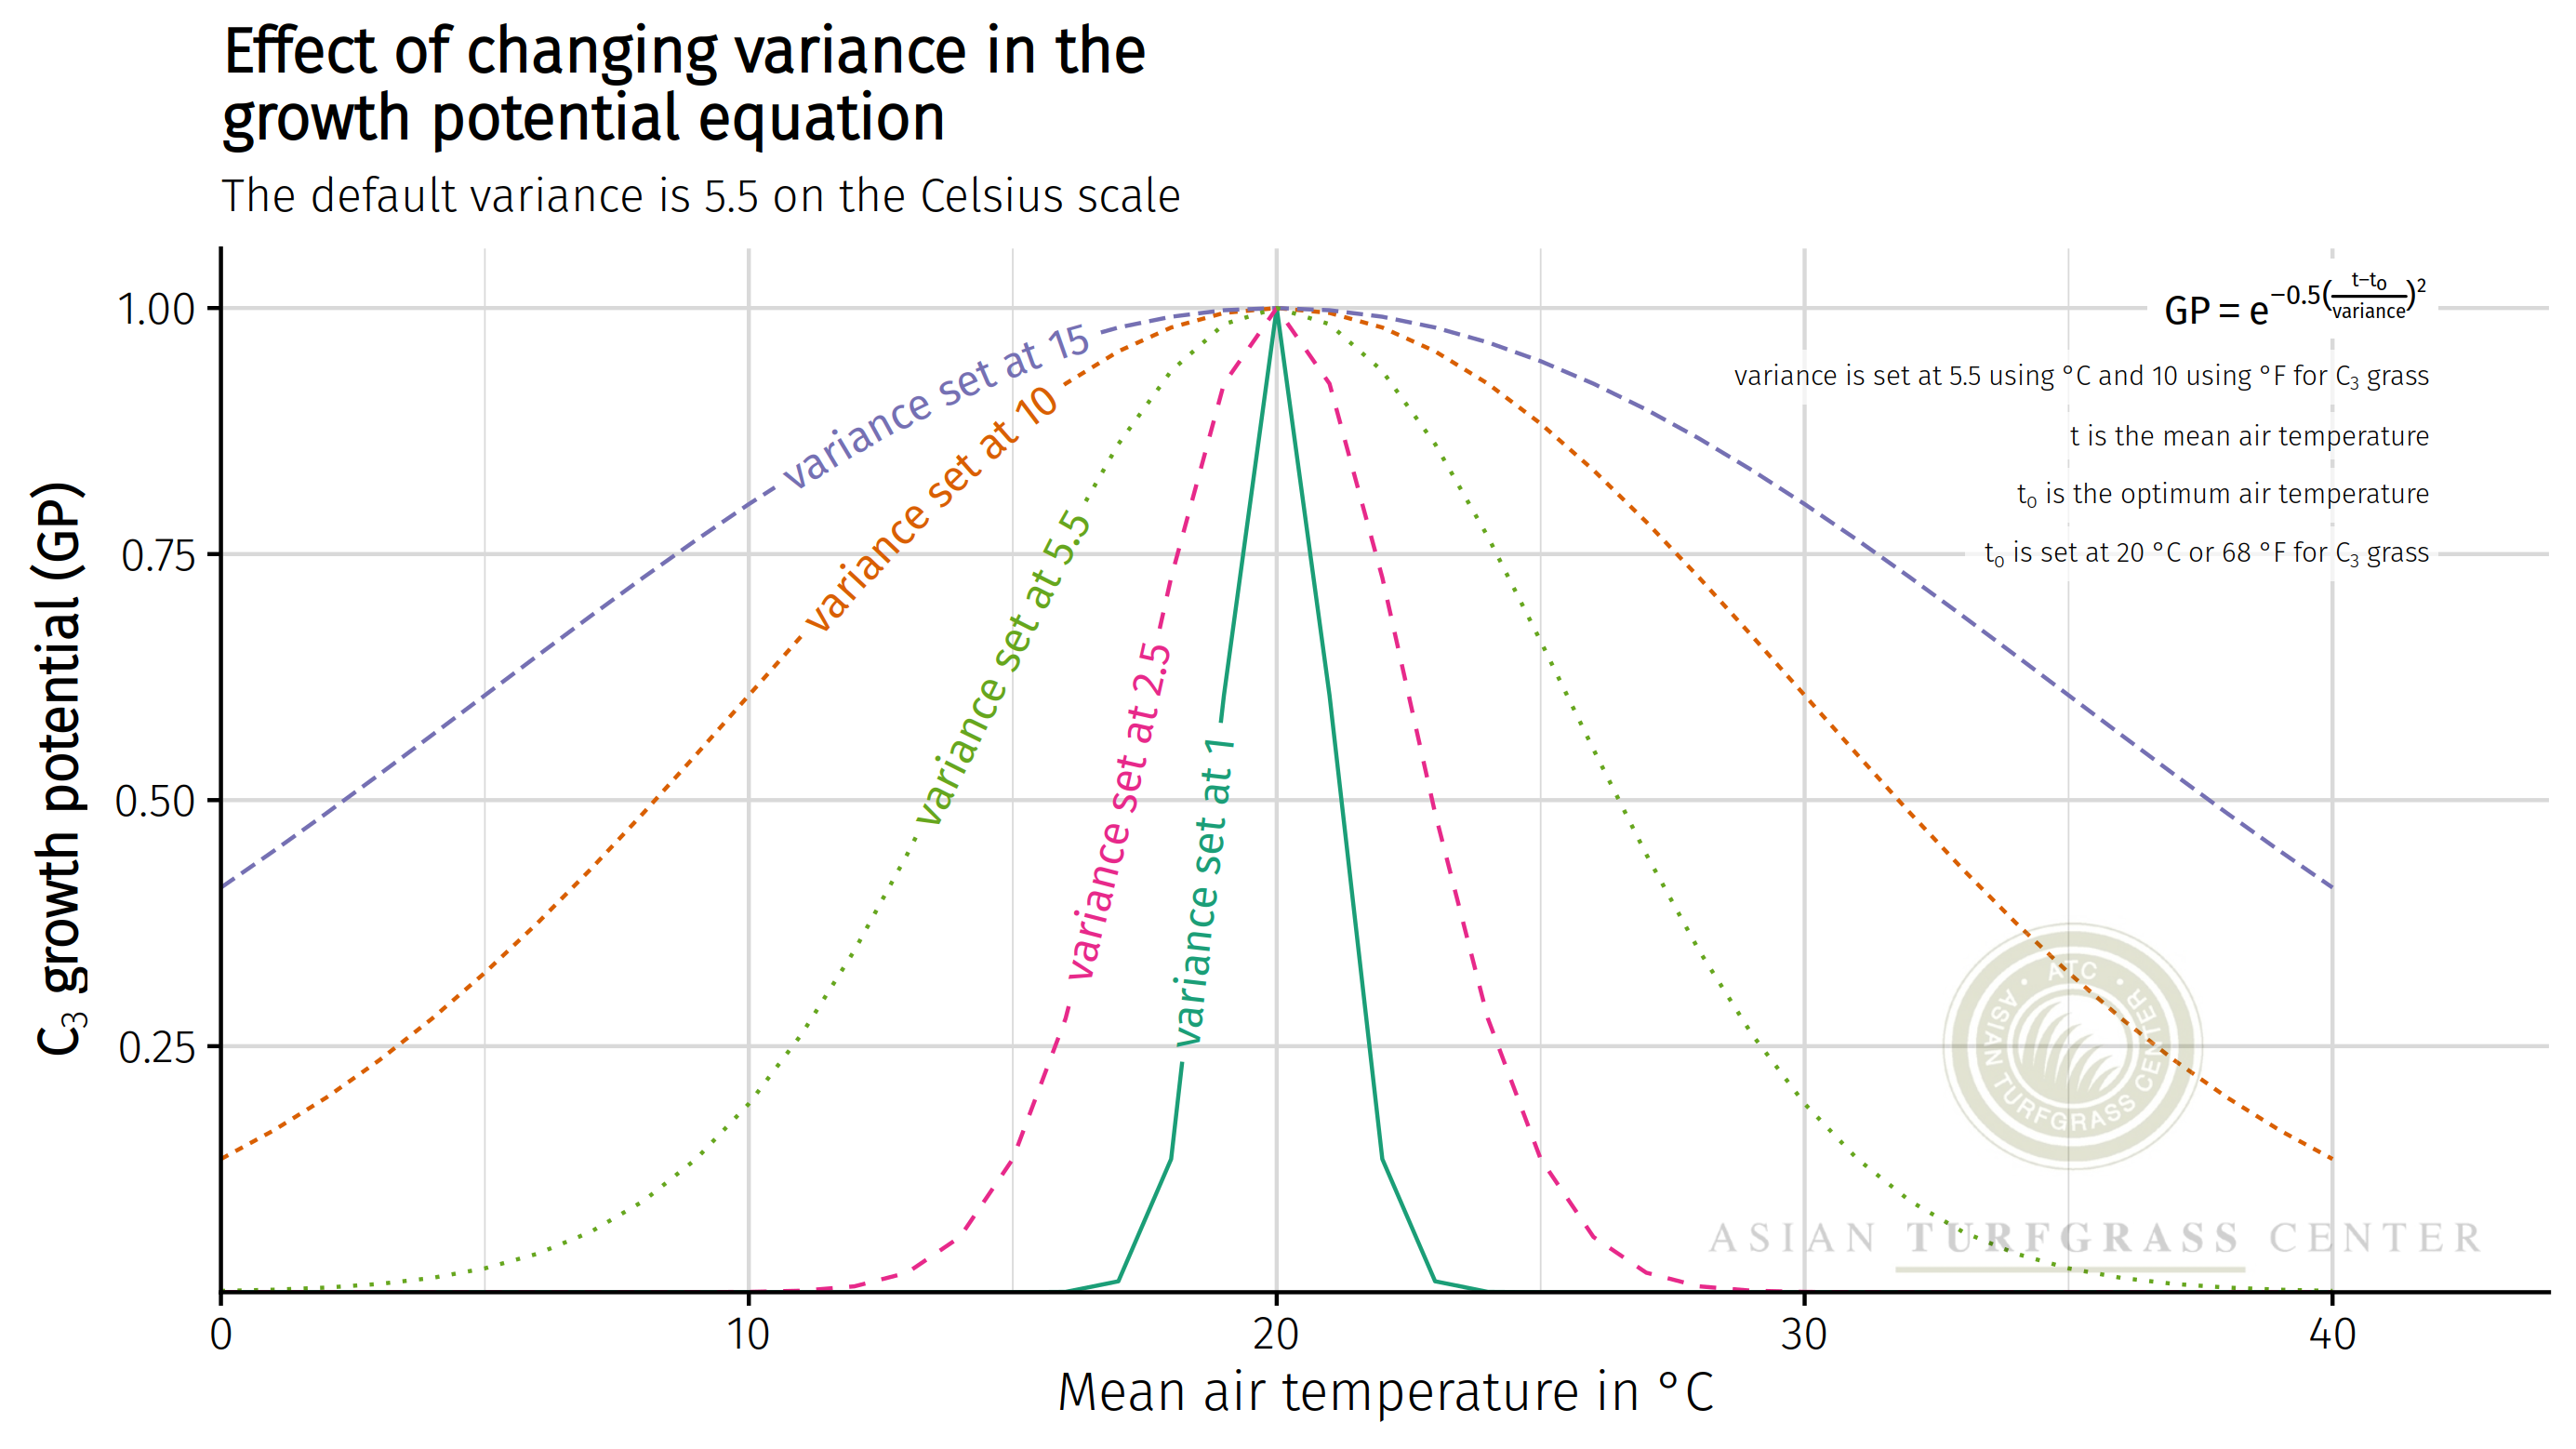 Effect of changing variance in the
growth potential equation
The default variance is 5.5 on the Celsius scale
C₃ growth potential (GP)
1.00
0.75
0.50
0.25
variance set at 15
variance set at 10
variance set at 5.5
variance set at 2.5
variance set at 1
GP = e^−0.5((t−t₀)/variance)²
variance is set at 5.5 using °C and 10 using °F for C₃ grass
t is the mean air temperature
t₀ is the optimum air temperature
t₀ is set at 20 °C or 68 °F for C₃ grass
• ATC •
ASIAN TURFGRASS CENTER
ASIAN TURFGRASS CENTER
0 10 20 30 40
Mean air temperature in °C